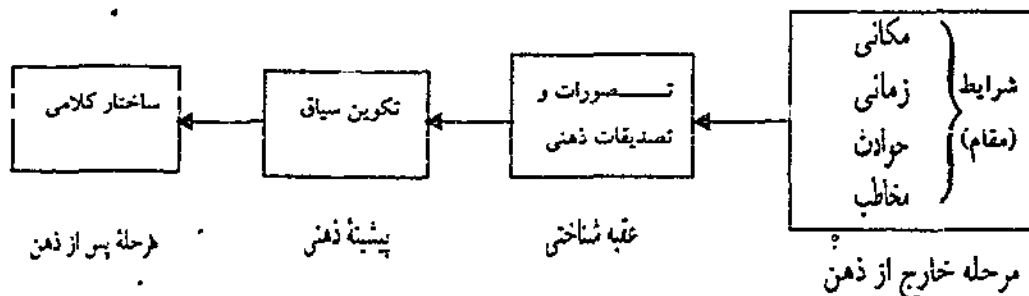 شرایط
(مقام)
مکانی
زمانی
حوادث
مخاطب
مرحله خارج از ذهن
تـصورات و
تصدیقات ذهنی
عقبه شناختی
تکوین سیاق
پیشینهٔ ذهنی
ساختار کلامی
مرحلهٔ پس از ذهن